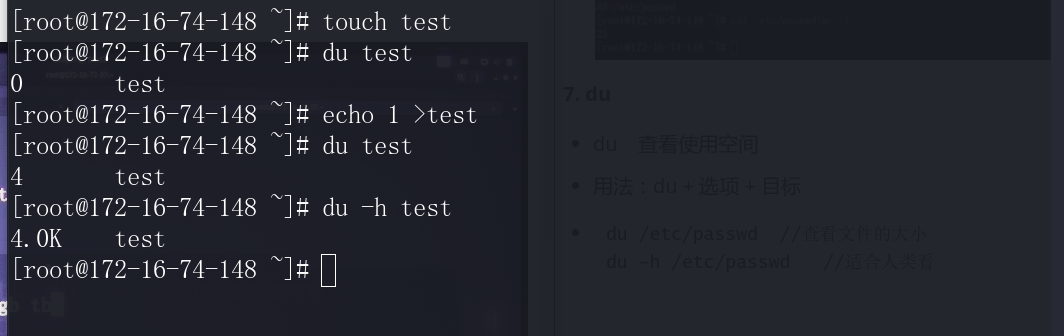 [root@172-16-74-148 ~]# touch test
[root@172-16-74-148 ~]# du test
0       test
[root@172-16-74-148 ~]# echo 1 >test
[root@172-16-74-148 ~]# du test
4       test
[root@172-16-74-148 ~]# du -h test
4.0K    test
[root@172-16-74-148 ~]#
7. du
du 查看使用空间
用法：du + 选项 + 目标
du /etc/passwd  //查看文件的大小
du -h /etc/passwd    //适合人类看